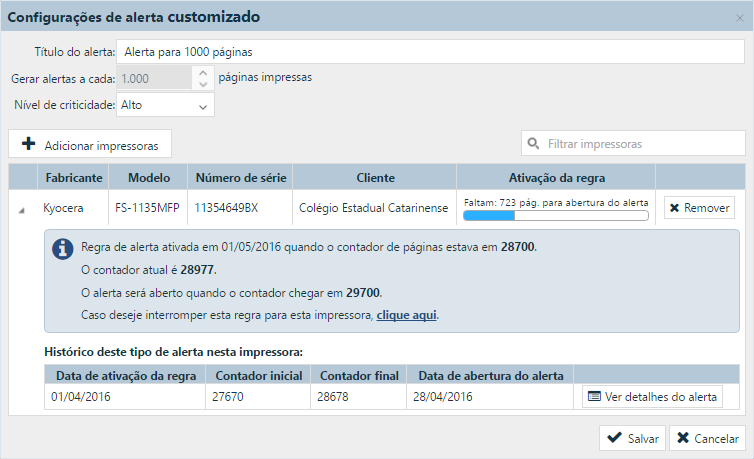 Configurações de alerta customizado
Título do alerta: Alerta para 1000 páginas
Gerar alertas a cada: 1.000 páginas impressas
Nível de criticidade: Alto
Adicionar impressoras Filtrar impressoras
Fabricante Modelo Número de série Cliente Ativação da regra
Kyocera FS-1135MFP 11354649BX Colégio Estadual Catarinense Faltam: 723 pág. para abertura do alerta Remover
Regra de alerta ativada em 01/05/2016 quando o contador de páginas estava em 28700.
O contador atual é 28977.
O alerta será aberto quando o contador chegar em 29700.
Caso deseje interromper esta regra para esta impressora, clique aqui.
Histórico deste tipo de alerta nesta impressora:
Data de ativação da regra Contador inicial Contador final Data de abertura do alerta
01/04/2016 27670 28678 28/04/2016 Ver detalhes do alerta
Salvar Cancelar